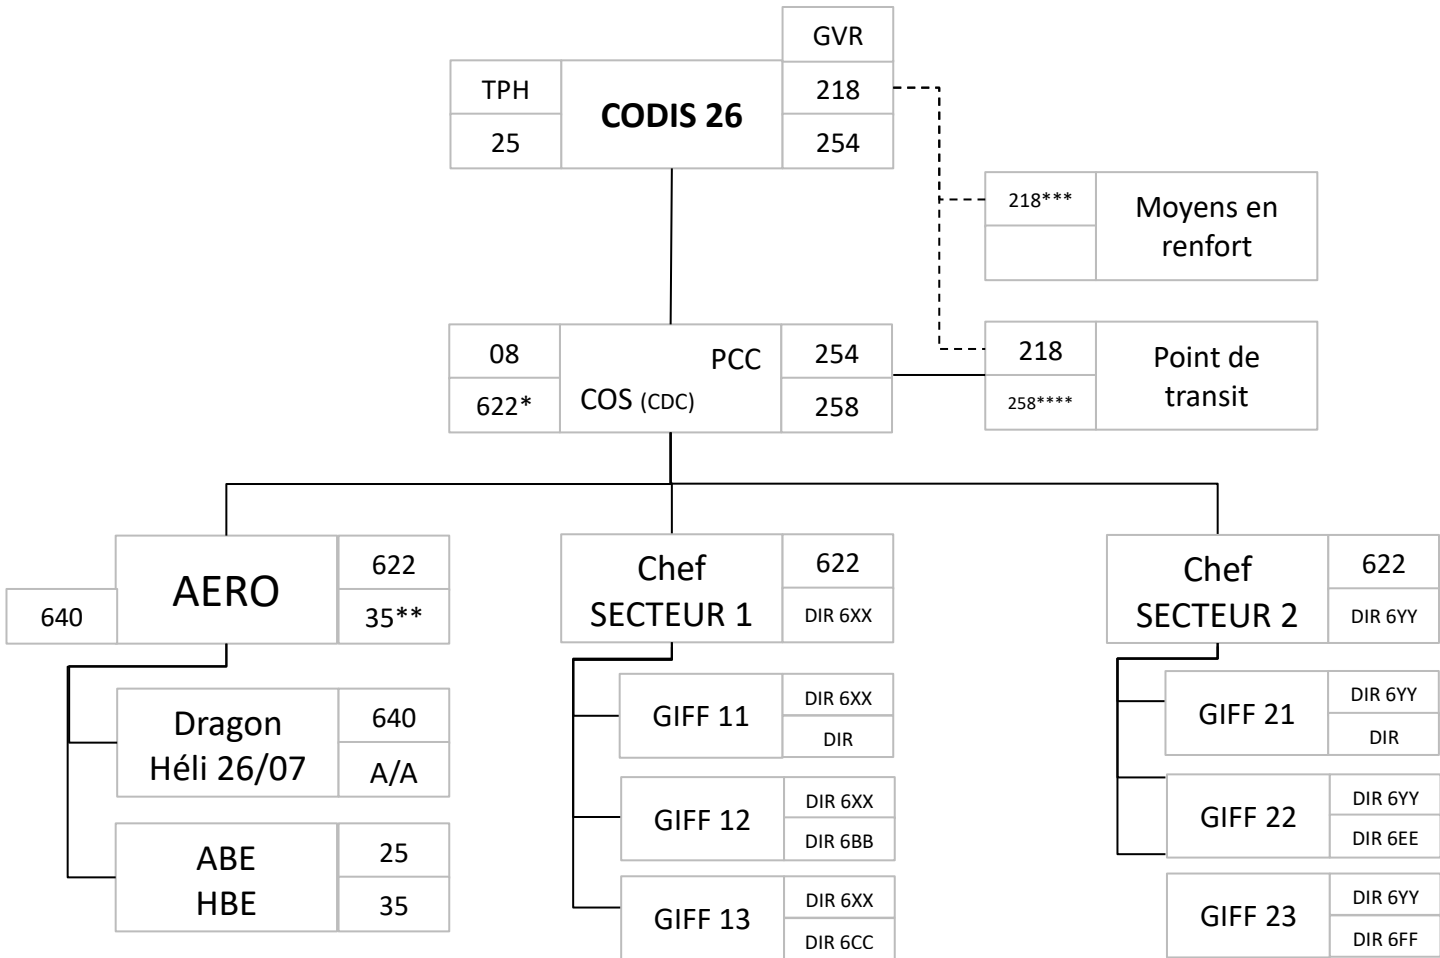 GVR
TPH
CODIS 26
218
25
254
218***
Moyens en
renfort
08
PCC
254
218
Point de
transit
622*
COS (CDC)
258
258****
AERO
622
640
35**
Chef
SECTEUR 1
622
DIR 6XX
Chef
SECTEUR 2
622
DIR 6YY
Dragon
Héli 26/07
640
A/A
GIFF 11
DIR 6XX
DIR
GIFF 21
DIR 6YY
DIR
ABE
HBE
25
35
GIFF 12
DIR 6XX
DIR 6BB
GIFF 22
DIR 6YY
DIR 6EE
GIFF 13
DIR 6XX
DIR 6CC
GIFF 23
DIR 6YY
DIR 6FF